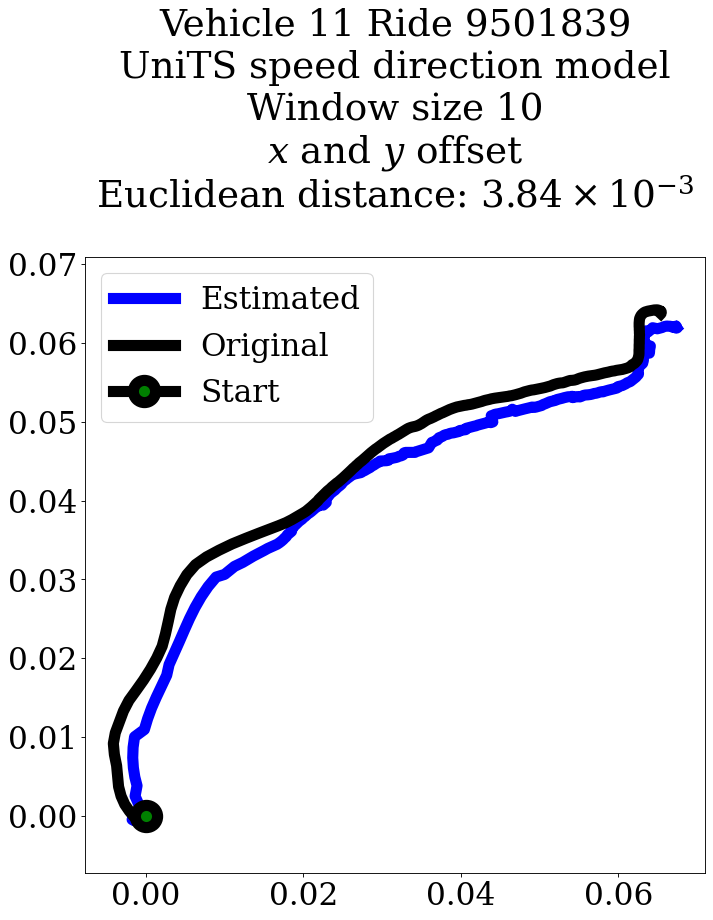 Vehicle 11 Ride 9501839
UniTS speed direction model
Window size 10
x and y offset
Euclidean distance: 3.84 × 10⁻³
0.07
0.06
0.05
0.04
0.03
0.02
0.01
0.00
Estimated
Original
Start
0.00 0.02 0.04 0.06